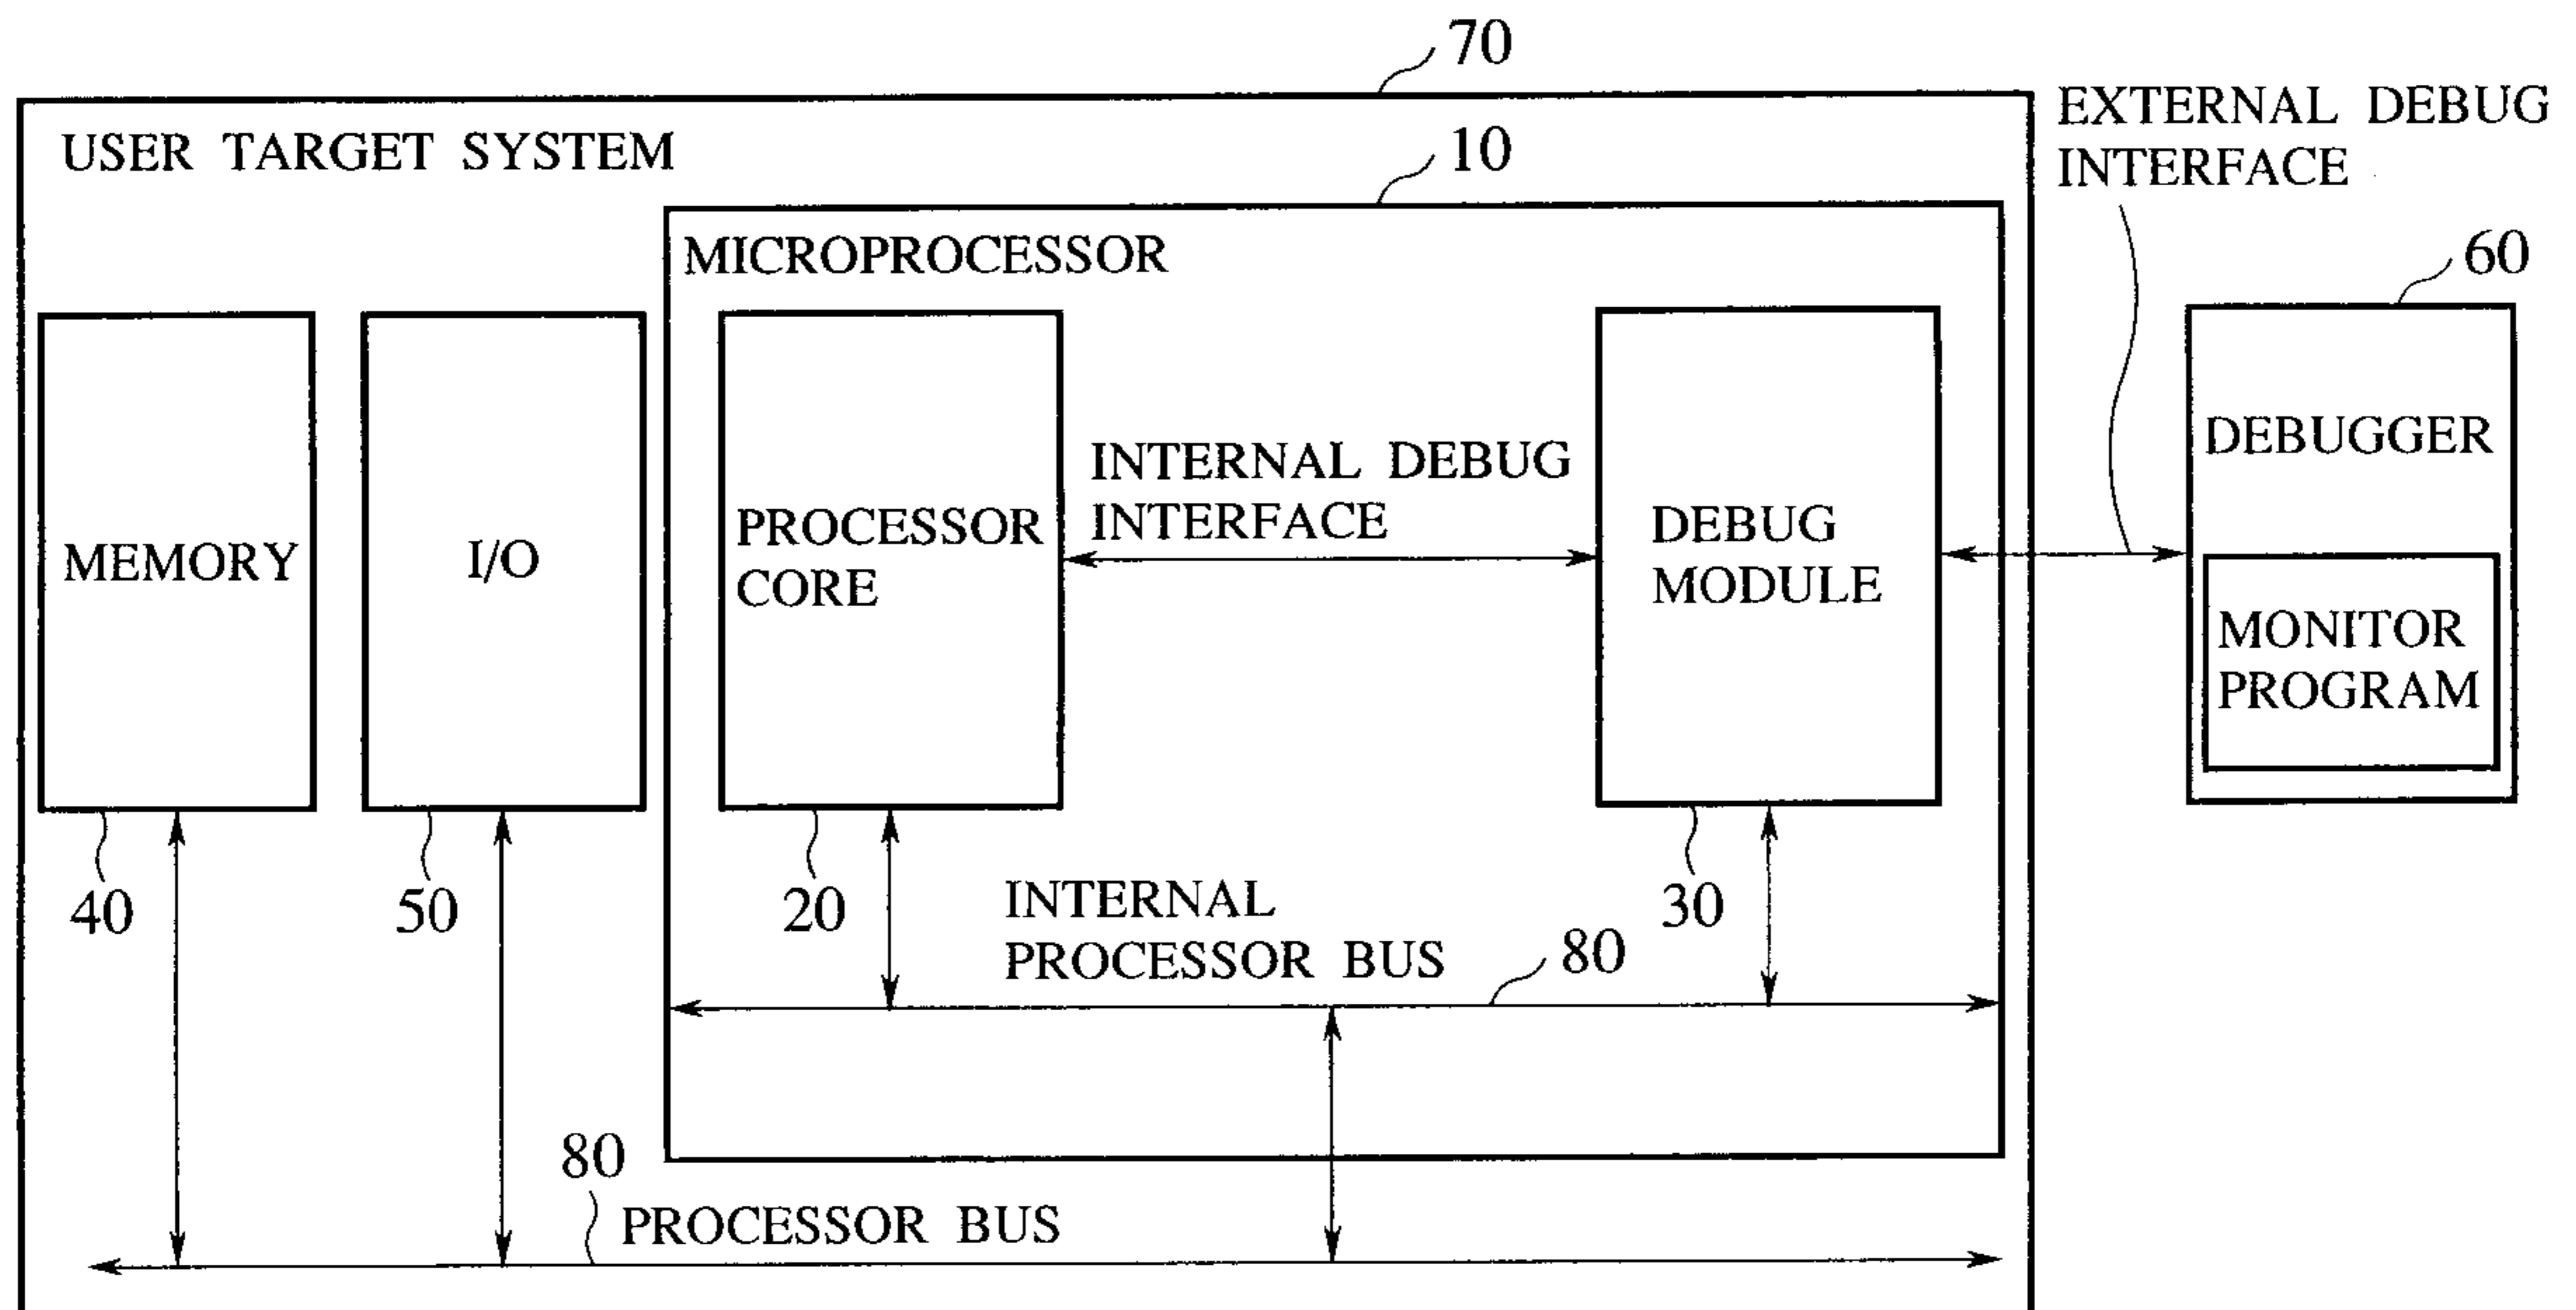 70
USER TARGET SYSTEM
EXTERNAL DEBUG
INTERFACE
10
MICROPROCESSOR
60
MEMORY
I/O
PROCESSOR
CORE
INTERNAL DEBUG
INTERFACE
DEBUG
MODULE
DEBUGGER
MONITOR
PROGRAM
40
50
20
30
INTERNAL
PROCESSOR BUS
80
80
PROCESSOR BUS